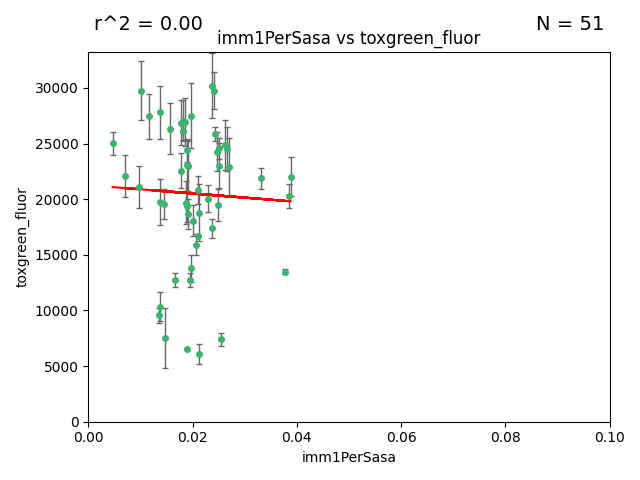 r^2 = 0.00
N = 51
imm1PerSasa vs toxgreen_fluor
toxgreen_fluor
30000
25000
20000
15000
10000
5000
0
0.00 0.02 0.04 0.06 0.08 0.10
imm1PerSasa